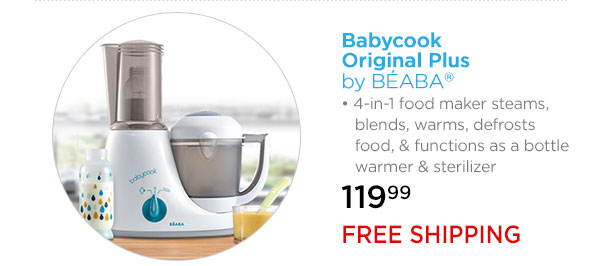 Babycook
Original Plus
by BÉABA®
• 4-in-1 food maker steams,
blends, warms, defrosts
food, & functions as a bottle
warmer & sterilizer
119⁹⁹
FREE SHIPPING
babycook
BÉABA